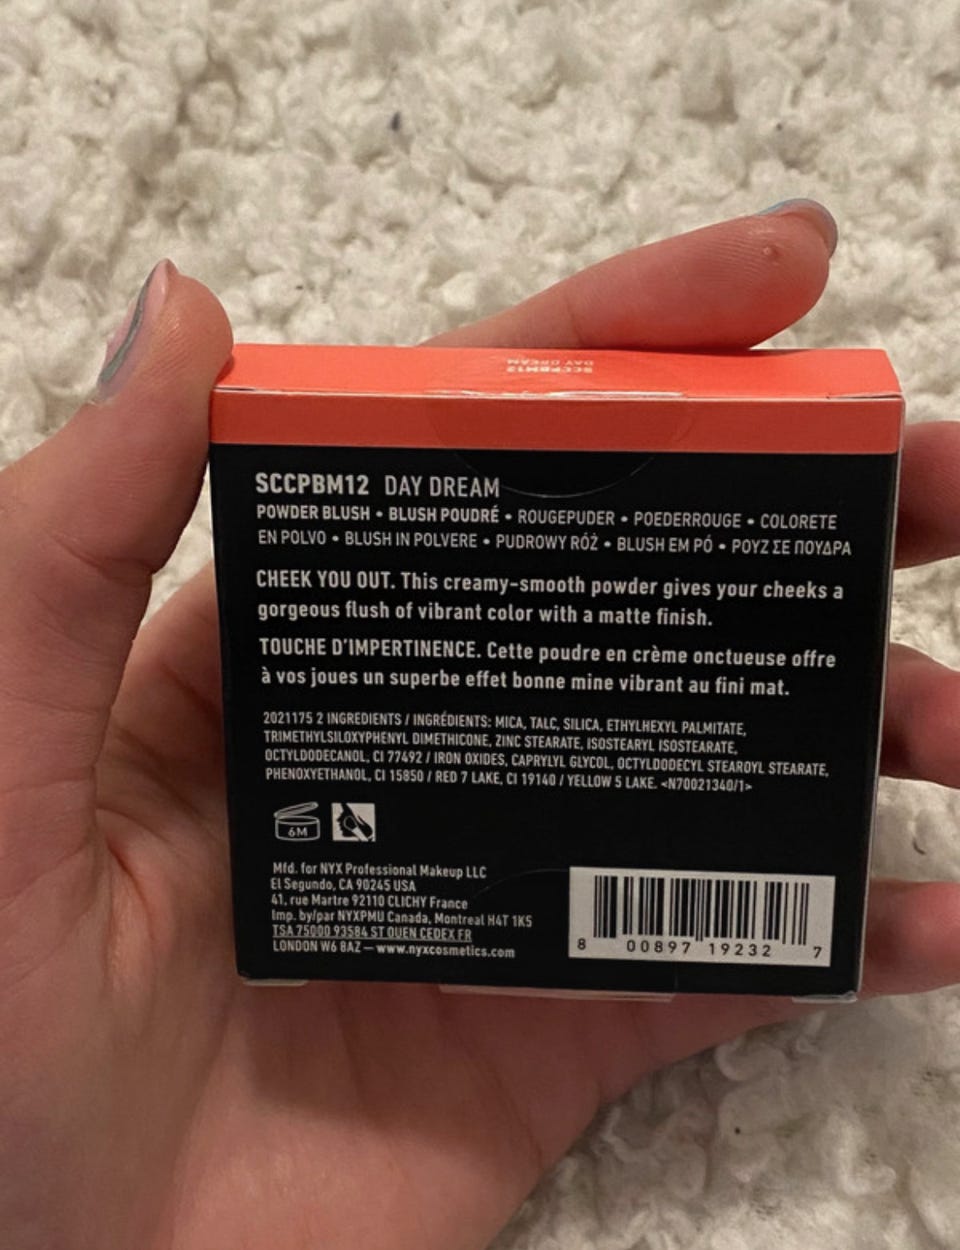 SCCPBM12 DAY DREAM
SCCPBM12 DAY DREAM
POWDER BLUSH • BLUSH POUDRÉ • ROUGEPUDER • POEDERROUGE • COLORETE
EN POLVO • BLUSH IN POLVERE • PUDROWY RÓŻ • BLUSH EM PÓ • ΡΟΥΖ ΣΕ ΠΟΥΔΡΑ
CHEEK YOU OUT. This creamy-smooth powder gives your cheeks a
gorgeous flush of vibrant color with a matte finish.
TOUCHE D'IMPERTINENCE. Cette poudre en crème onctueuse offre
à vos joues un superbe effet bonne mine vibrant au fini mat.
2021175 2 INGREDIENTS / INGRÉDIENTS: MICA, TALC, SILICA, ETHYLHEXYL PALMITATE,
TRIMETHYLSILOXYPHENYL DIMETHICONE, ZINC STEARATE, ISOSTEARYL ISOSTEARATE,
OCTYLDODECANOL, CI 77492 / IRON OXIDES, CAPRYLYL GLYCOL, OCTYLDODECYL STEAROYL STEARATE,
PHENOXYETHANOL, CI 15850 / RED 7 LAKE, CI 19140 / YELLOW 5 LAKE. <N70021340/1>
6M
Mfd. for NYX Professional Makeup LLC
El Segundo, CA 90245 USA
41, rue Martre 92110 CLICHY France
Imp. by/par NYXPMU Canada, Montreal H4T 1K5
TSA 75000 93584 ST OUEN CEDEX FR
LONDON W6 8AZ — www.nyxcosmetics.com
8 00897 19232 7